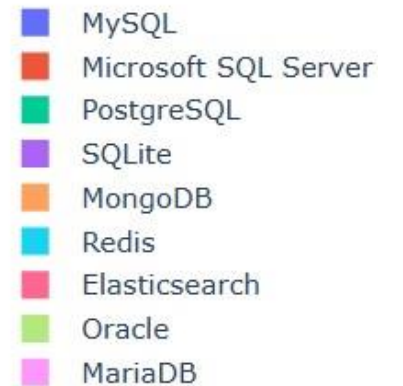 MySQL
Microsoft SQL Server
PostgreSQL
SQLite
MongoDB
Redis
Elasticsearch
Oracle
MariaDB